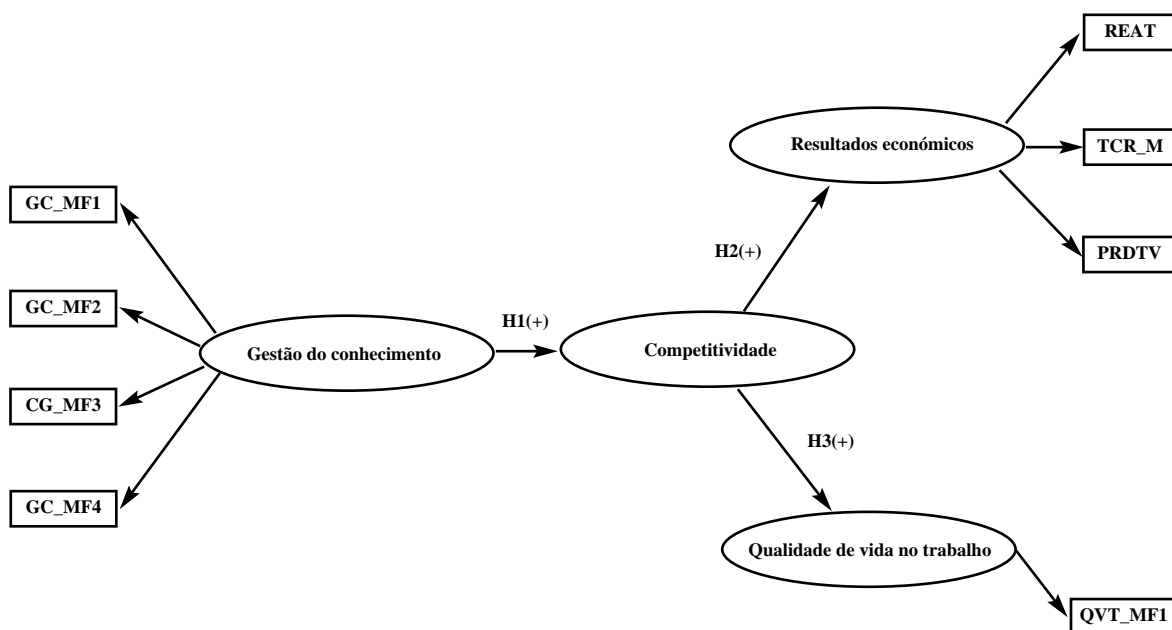 REAT
Resultados económicos
TCR_M
GC_MF1
PRDTV
H2(+)
GC_MF2
H1(+)
Gestão do conhecimento
Competitividade
CG_MF3
H3(+)
GC_MF4
Qualidade de vida no trabalho
QVT_MF1